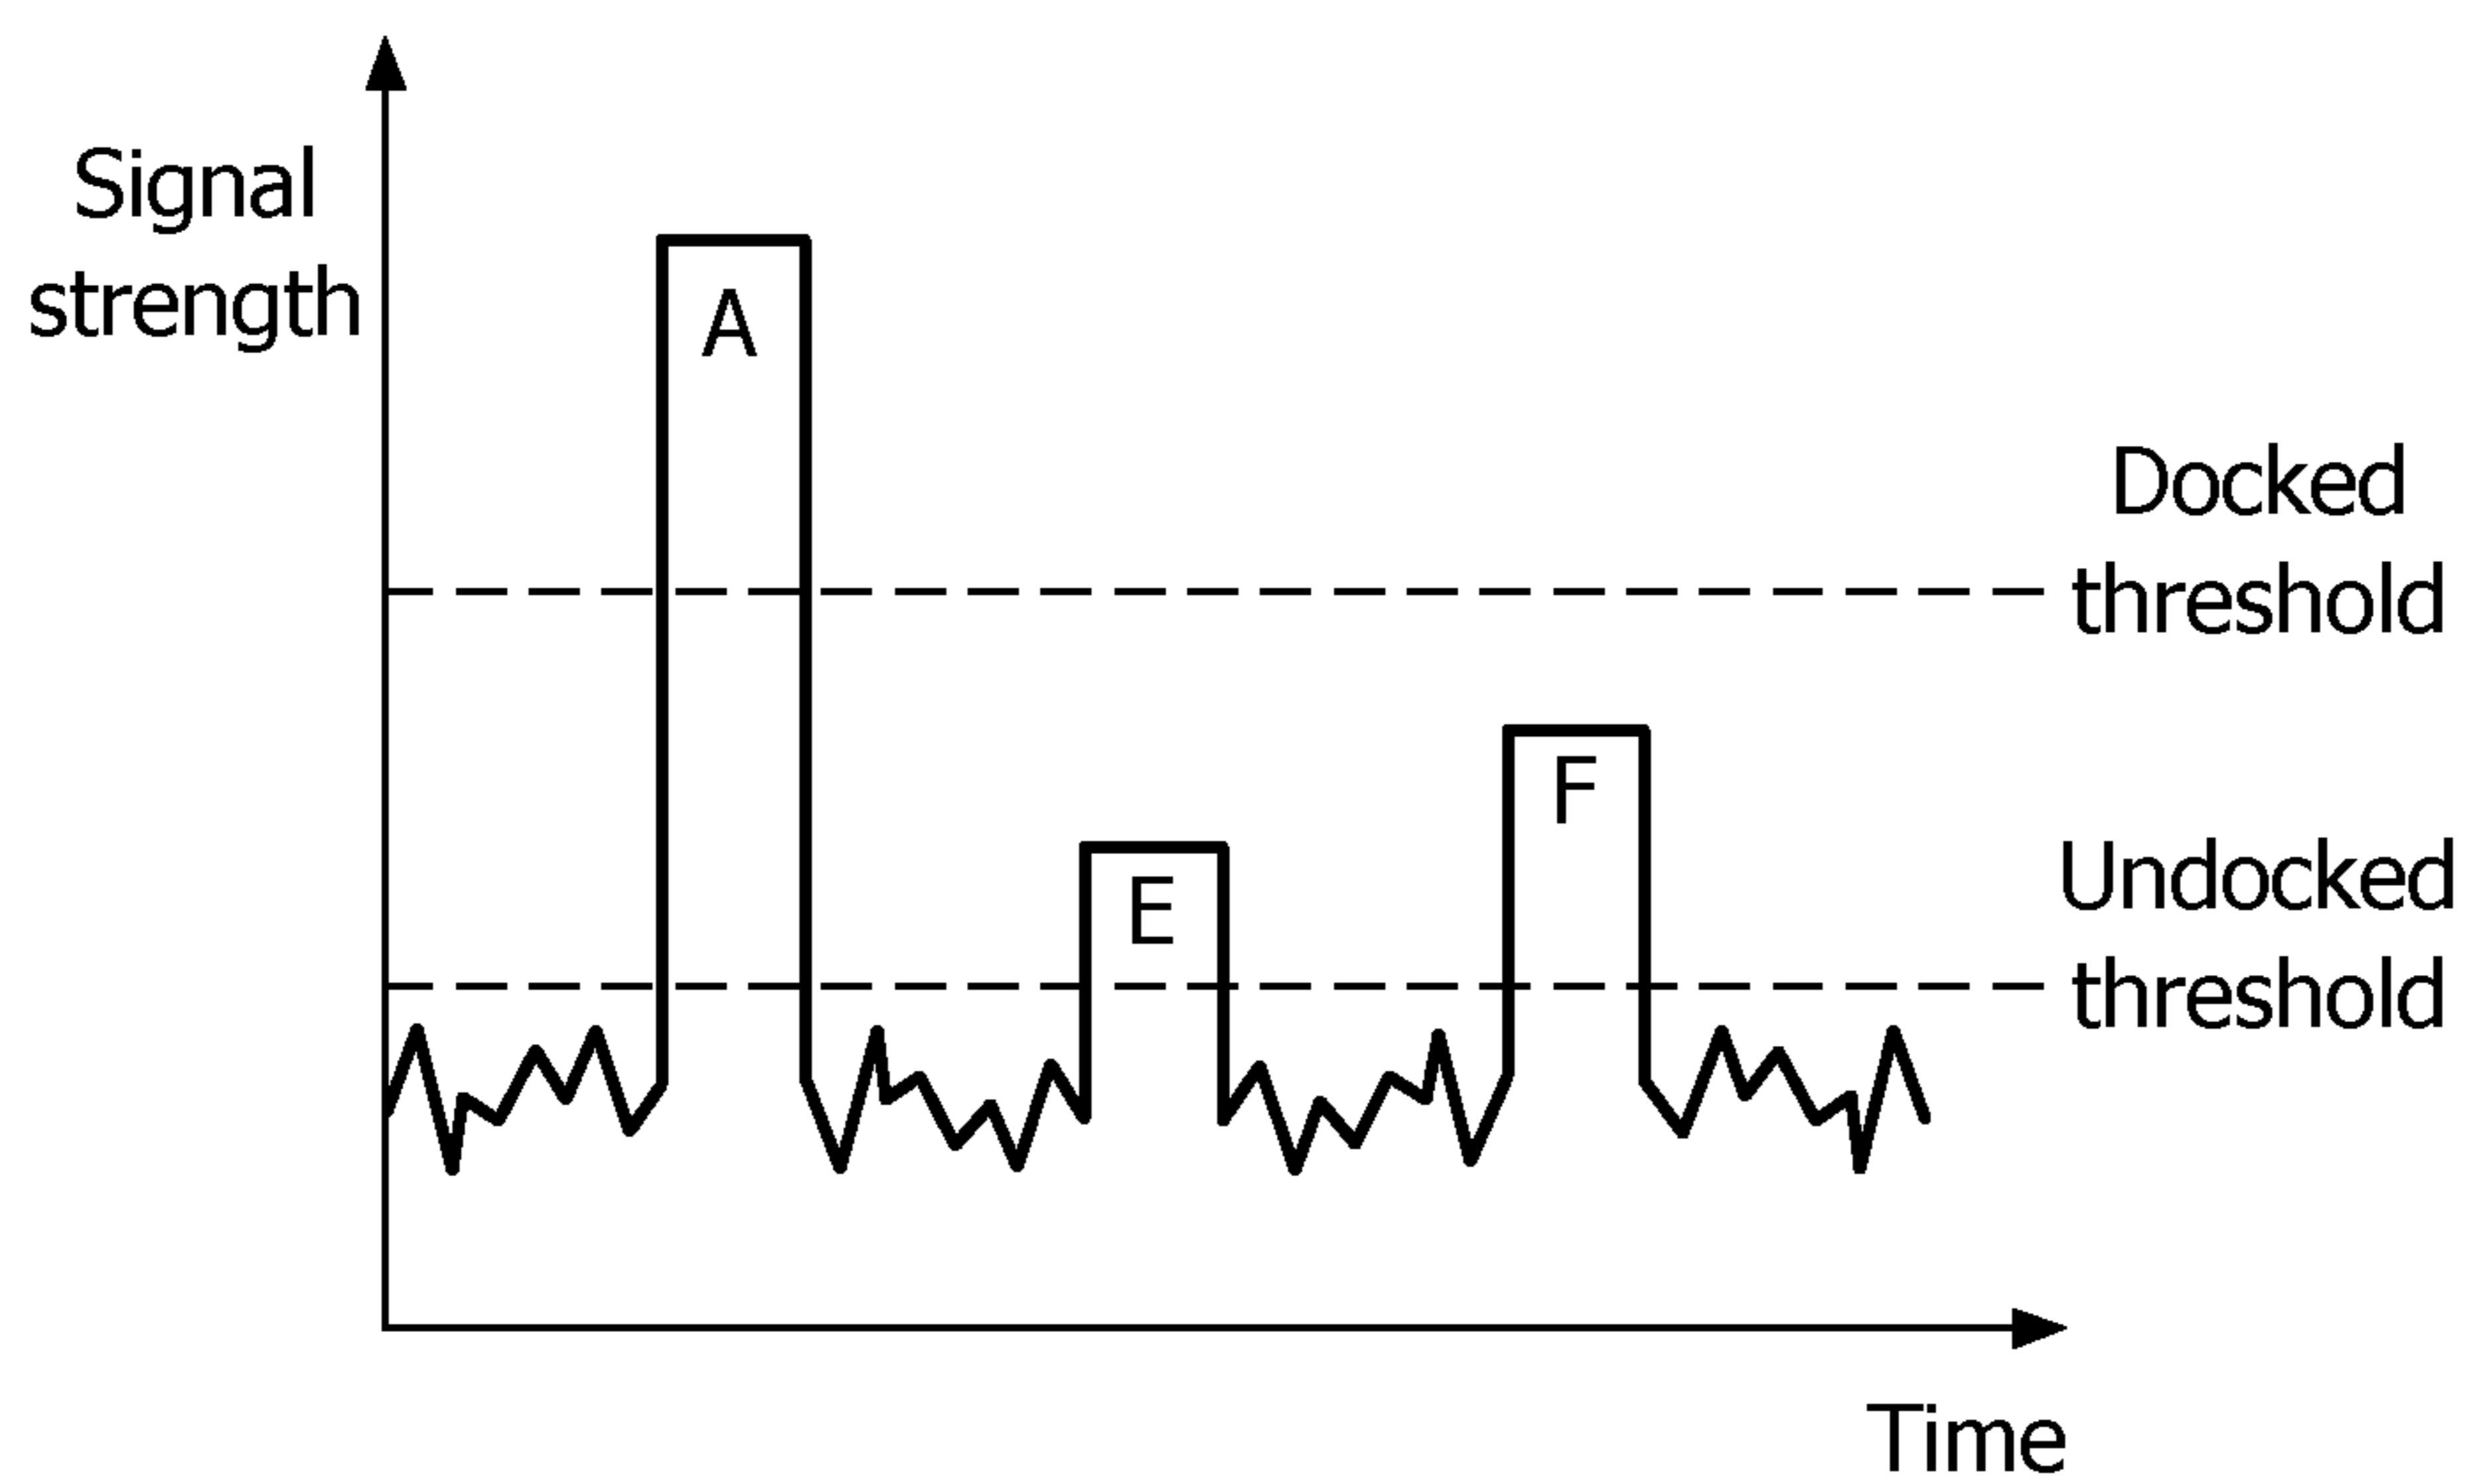 Signal
strength
A
Docked
threshold
F
E
Undocked
threshold
Time